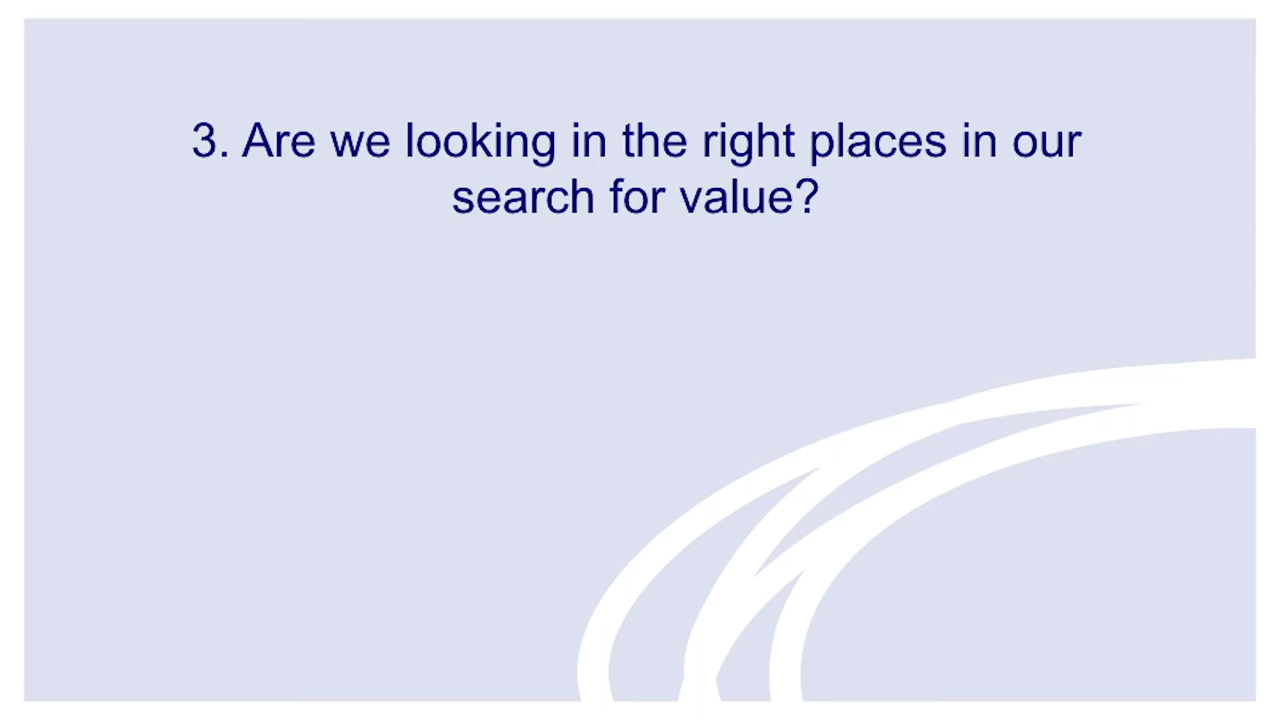 3. Are we looking in the right places in our
search for value?